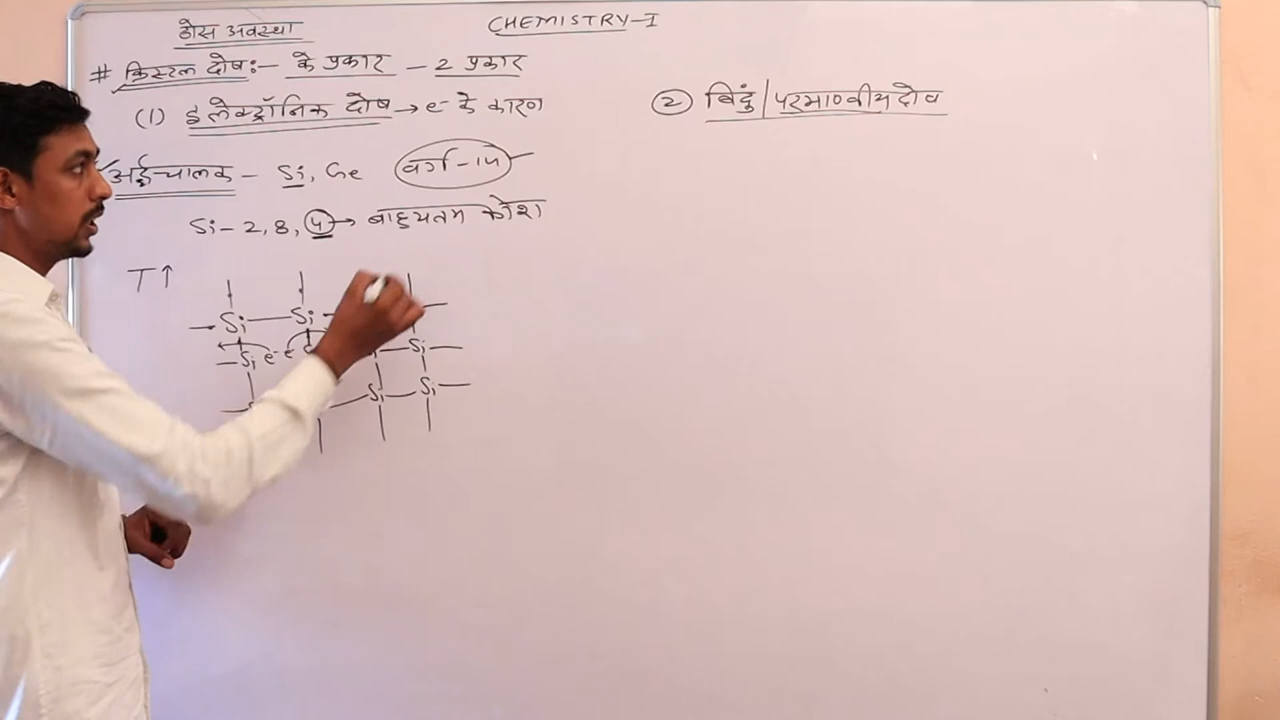 ठोस अवस्था
CHEMISTRY-I
# क्रिस्टल दोष:- के प्रकार - 2 प्रकार
(1) इलेक्ट्रॉनिक दोष → e- के कारण
② बिंदु / परमाण्वीय दोष
अर्द्धचालक - Si, Ge वर्ग-14
Si - 2, 8, 4 → बाह्यतम कोश
T↑
Si Si
Si e- e Si
Si Si